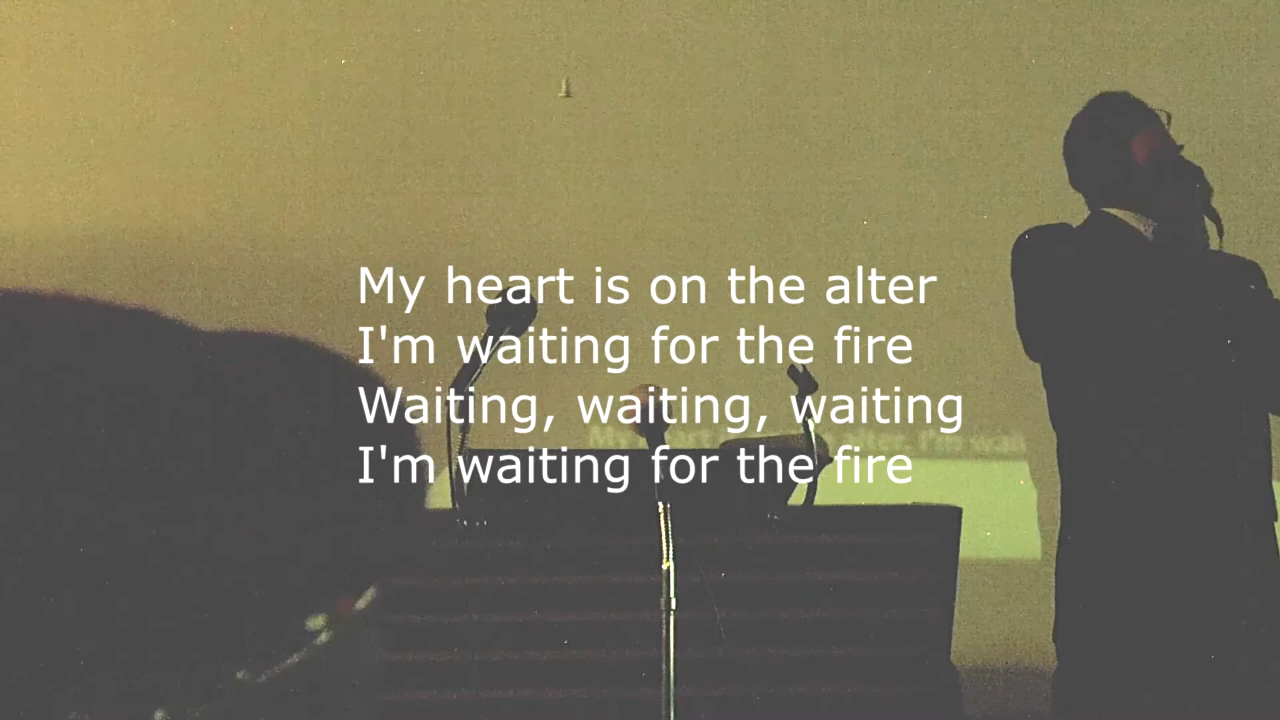 My heart is on the alter
I'm waiting for the fire
Waiting, waiting, waiting
I'm waiting for the fire